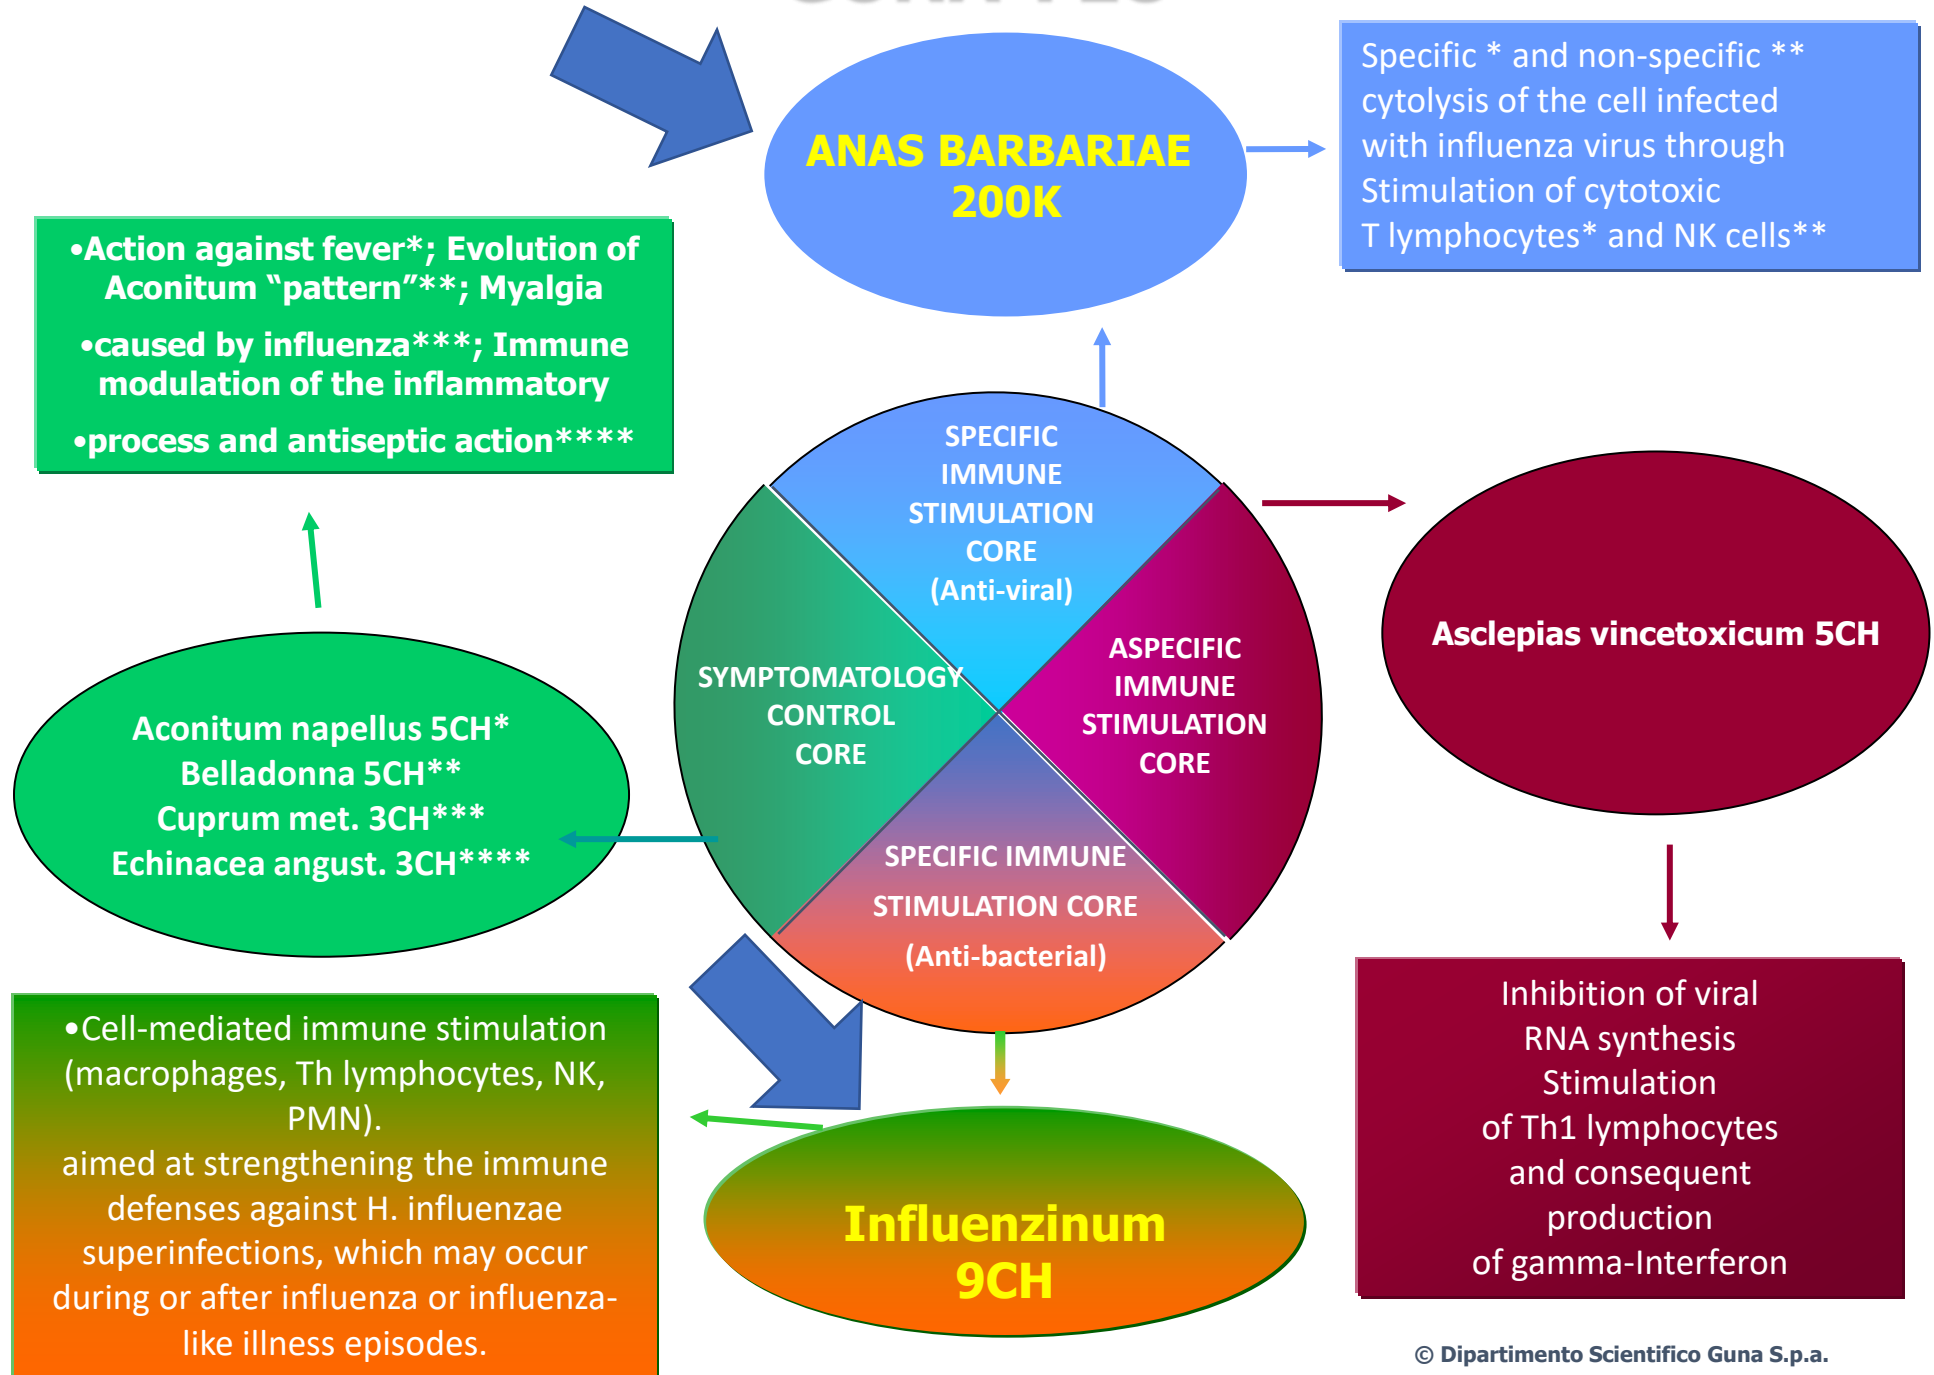 ANAS BARBARIAE
200K
Specific * and non-specific **
cytolysis of the cell infected
with influenza virus through
Stimulation of cytotoxic
T lymphocytes* and NK cells**
•Action against fever*; Evolution of
Aconitum “pattern”**; Myalgia
•caused by influenza***; Immune
modulation of the inflammatory
•process and antiseptic action****
SPECIFIC
IMMUNE
STIMULATION
CORE
(Anti-viral)
SYMPTOMATOLOGY
CONTROL
CORE
ASPECIFIC
IMMUNE
STIMULATION
CORE
SPECIFIC IMMUNE
STIMULATION CORE
(Anti-bacterial)
Asclepias vincetoxicum 5CH
Aconitum napellus 5CH*
Belladonna 5CH**
Cuprum met. 3CH***
Echinacea angust. 3CH****
•Cell-mediated immune stimulation
(macrophages, Th lymphocytes, NK,
PMN).
aimed at strengthening the immune
defenses against H. influenzae
superinfections, which may occur
during or after influenza or influenza-
like illness episodes.
Influenzinum
9CH
Inhibition of viral
RNA synthesis
Stimulation
of Th1 lymphocytes
and consequent
production
of gamma-Interferon
© Dipartimento Scientifico Guna S.p.a.